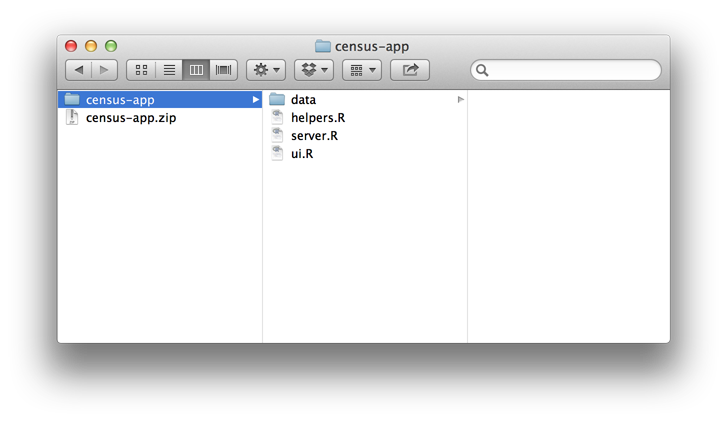 census-app
census-app
census-app.zip
data
helpers.R
server.R
ui.R